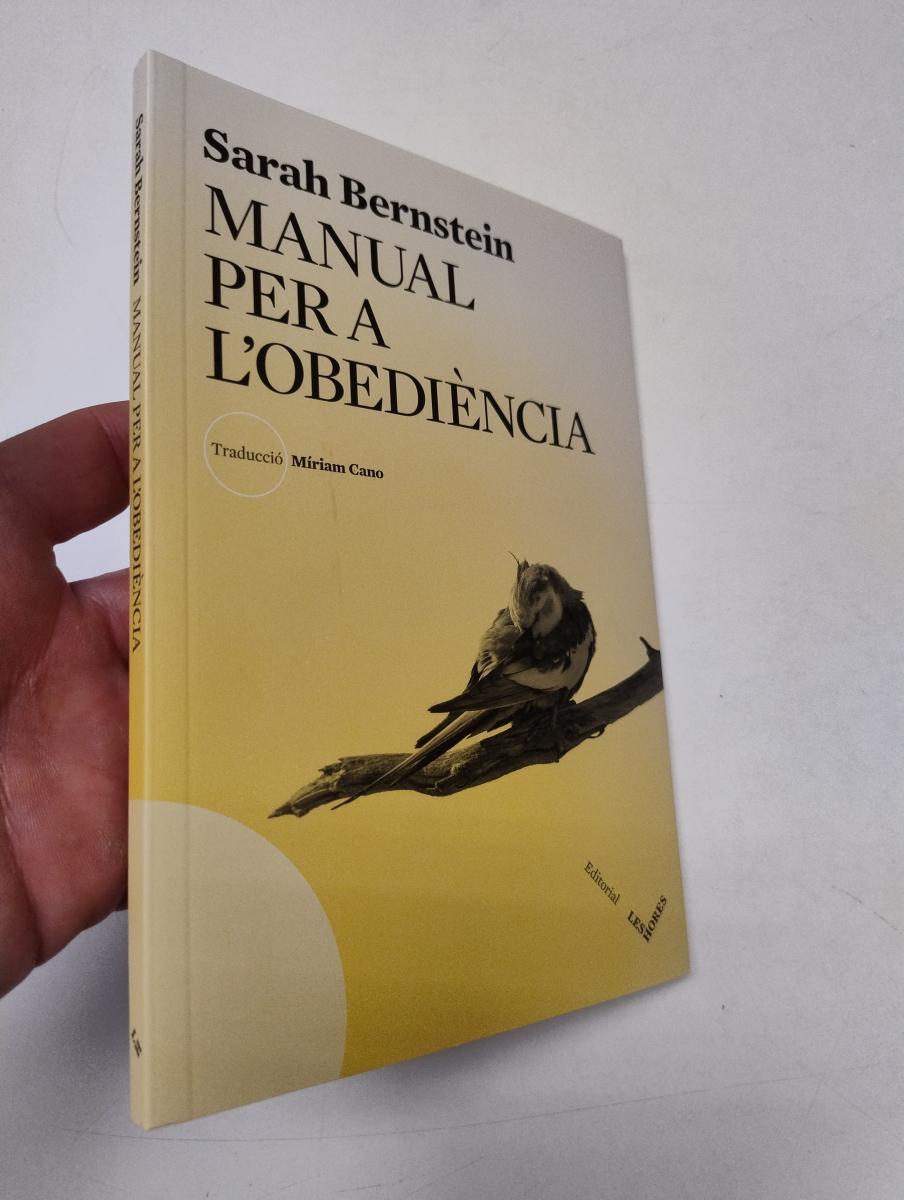 Sarah Bernstein
MANUAL
PER A
L'OBEDIÈNCIA
Traducció Míriam Cano
Editorial
LES
HORES
Sarah Bernstein MANUAL PER A L'OBEDIÈNCIA